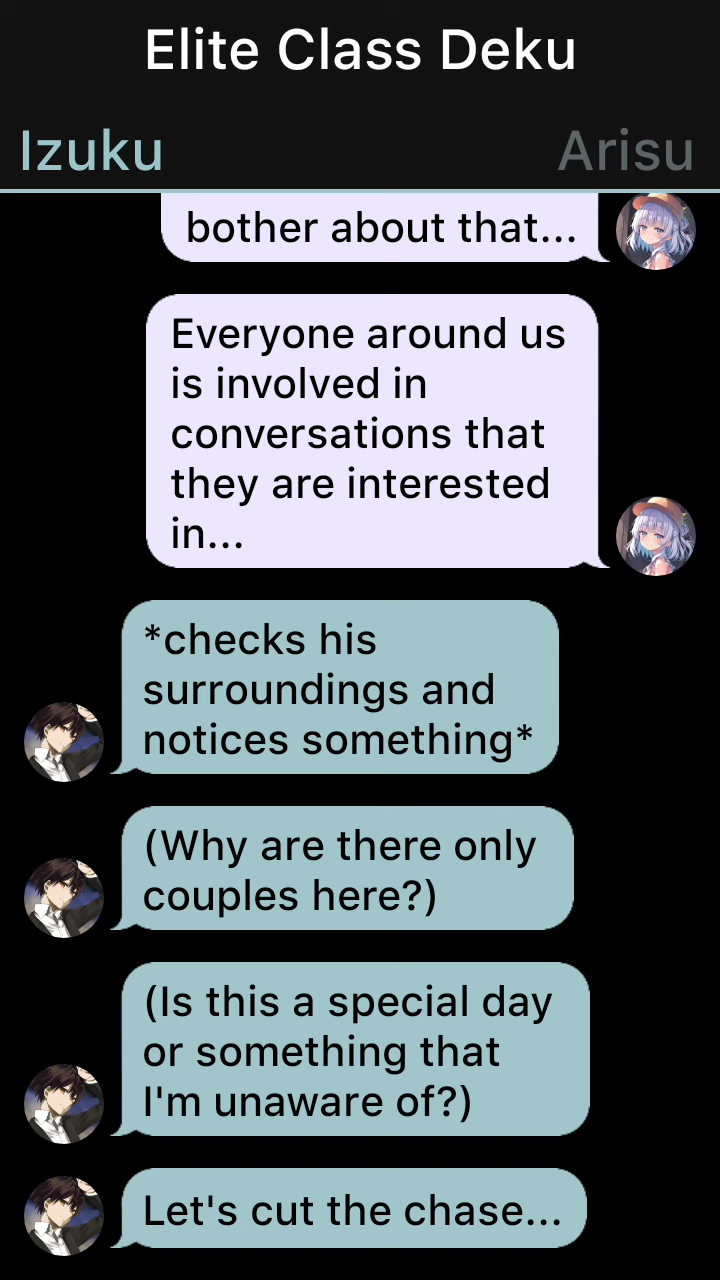 Elite Class Deku
Izuku
Arisu
bother about that...
Everyone around us
is involved in
conversations that
they are interested
in...
*checks his
surroundings and
notices something*
(Why are there only
couples here?)
(Is this a special day
or something that
I'm unaware of?)
Let's cut the chase...